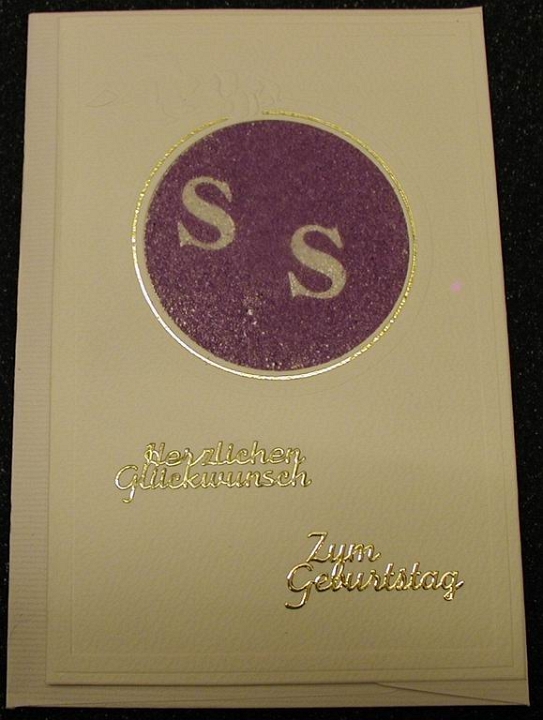 S
S
Herzlichen
Glückwunsch
Zum
Geburtstag